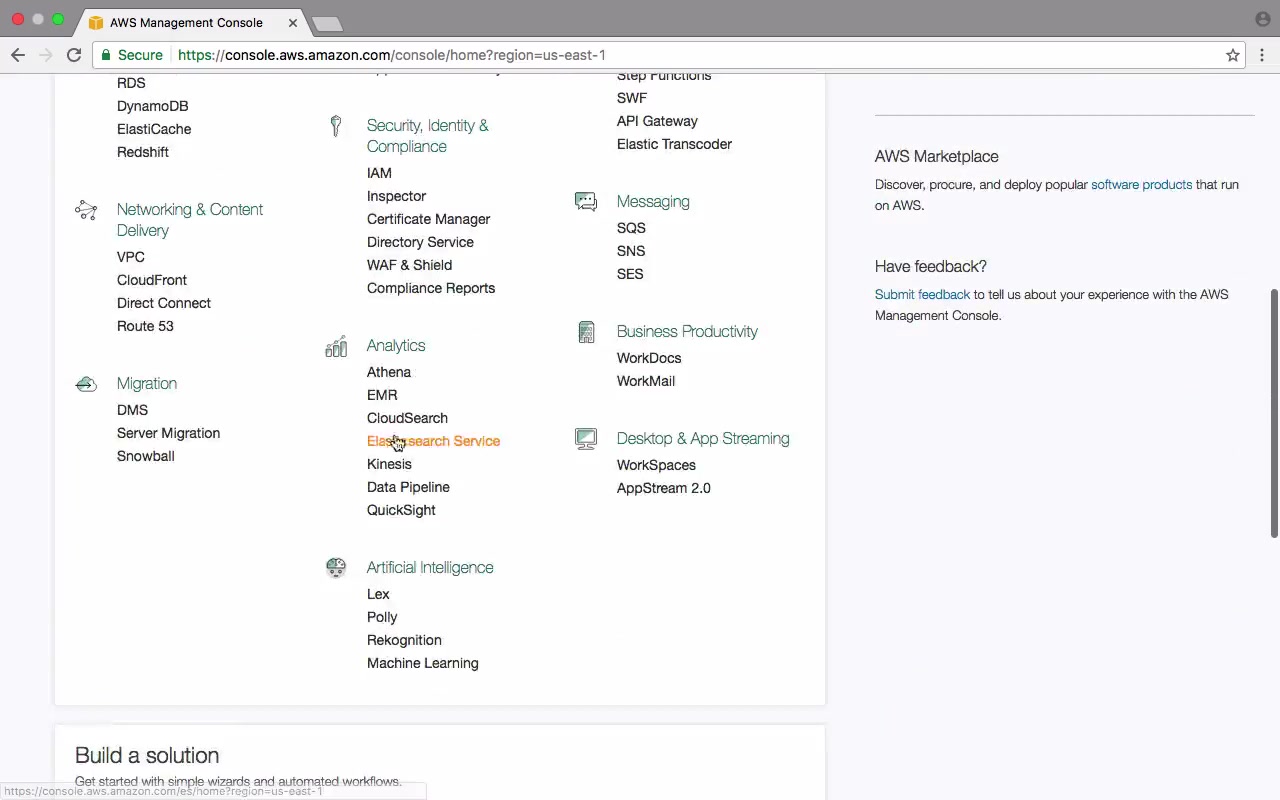 AWS Management Console
Secure
https://console.aws.amazon.com/console/home?region=us-east-1
RDS
DynamoDB
ElastiCache
Redshift
Networking & Content
Delivery
VPC
CloudFront
Direct Connect
Route 53
Migration
DMS
Server Migration
Snowball
Security, Identity &
Compliance
IAM
Inspector
Certificate Manager
Directory Service
WAF & Shield
Compliance Reports
Analytics
Athena
EMR
CloudSearch
Elasticsearch Service
Kinesis
Data Pipeline
QuickSight
Artificial Intelligence
Lex
Polly
Rekognition
Machine Learning
Step Functions
SWF
API Gateway
Elastic Transcoder
Messaging
SQS
SNS
SES
Business Productivity
WorkDocs
WorkMail
Desktop & App Streaming
WorkSpaces
AppStream 2.0
AWS Marketplace
Discover, procure, and deploy popular software products that run
on AWS.
Have feedback?
Submit feedback to tell us about your experience with the AWS
Management Console.
Build a solution
Get started with simple wizards and automated workflows.
https://console.aws.amazon.com/es/home?region=us-east-1